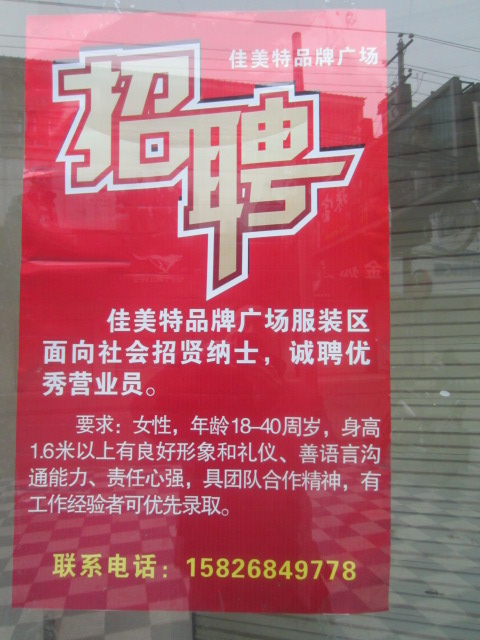 佳美特品牌广场
招聘
佳美特品牌广场服装区
面向社会招贤纳士，诚聘优
秀营业员。
要求：女性，年龄18-40周岁，身高
1.6米以上有良好形象和礼仪、善语言沟
通能力、责任心强，具团队合作精神，有
工作经验者可优先录取。
联系电话：15826849778